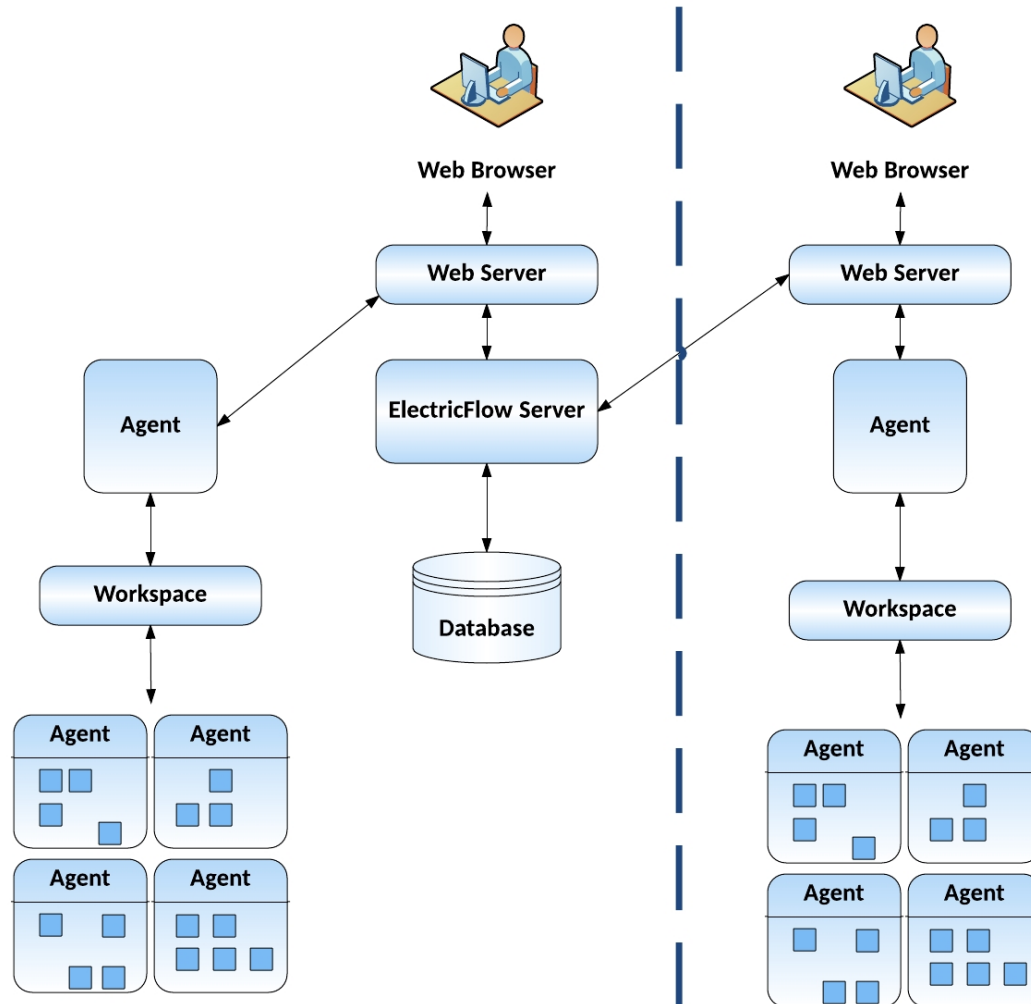 Web Browser
Web Browser
Web Server
Web Server
Agent
ElectricFlow Server
Agent
Workspace
Workspace
Database
Agent
Agent
Agent
Agent
Agent
Agent
Agent
Agent